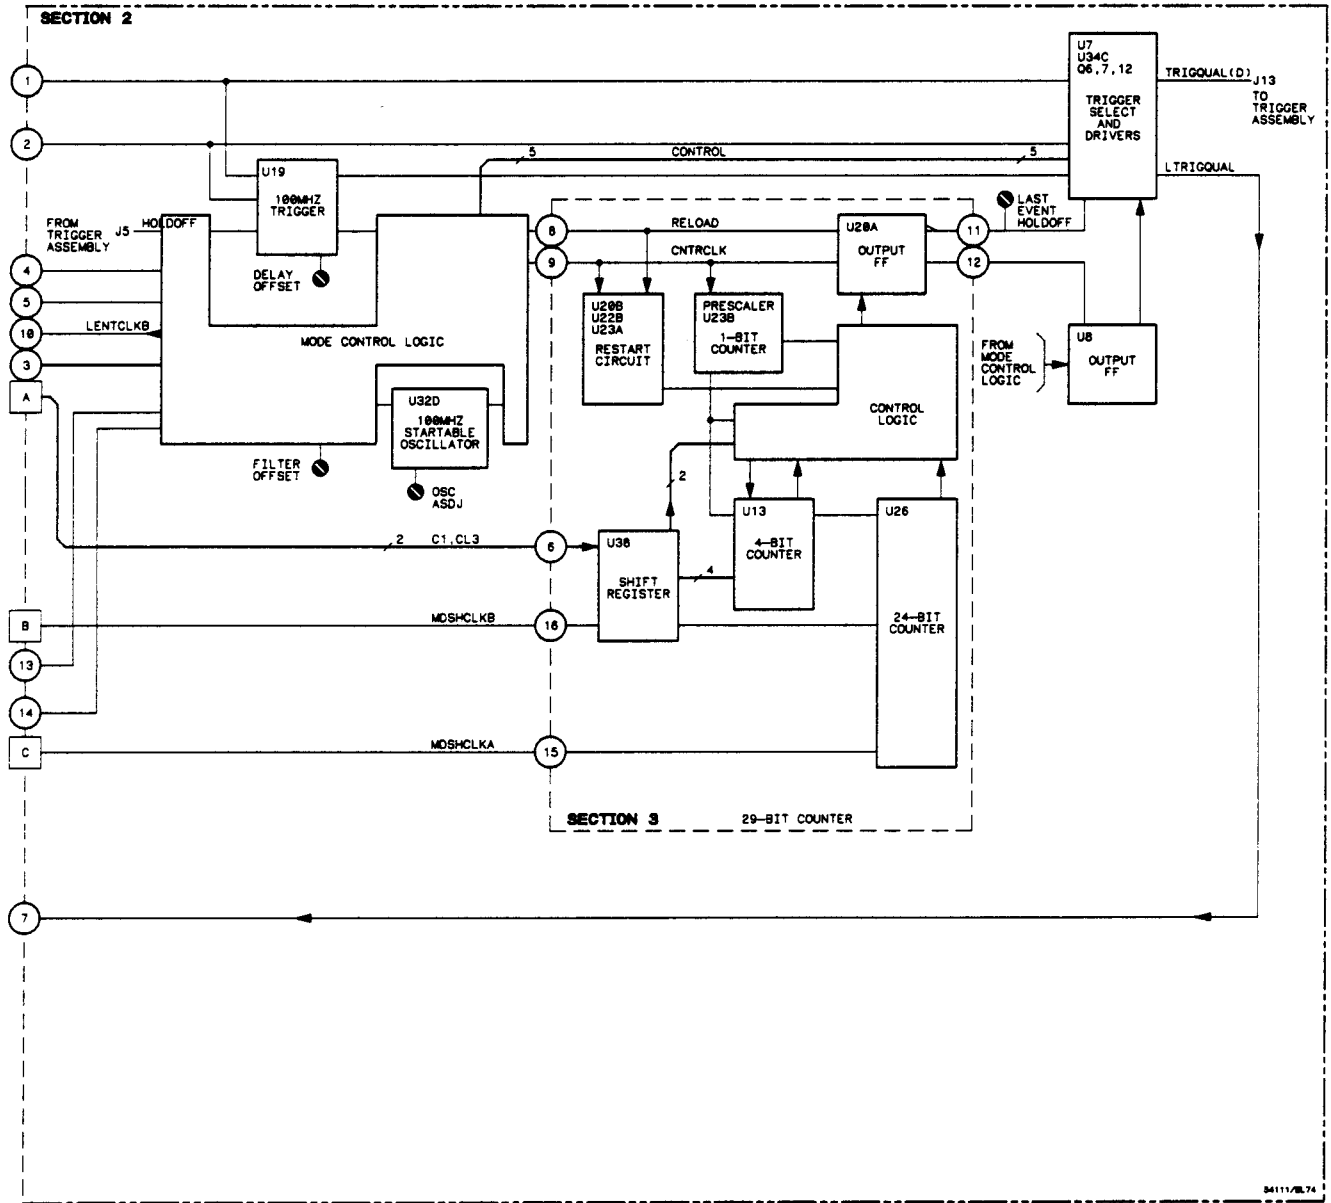 SECTION 2
1
2
U7
U34C
Q6,7,12
TRIGGER
SELECT
AND
DRIVERS
TRIGQUAL(D)
J13
TO
TRIGGER
ASSEMBLY
5
CONTROL
5
LTRIGQUAL
U19
100MHZ
TRIGGER
FROM
TRIGGER
ASSEMBLY
J5
HOLDOFF
DELAY
OFFSET
LAST
EVENT
HOLDOFF
8
RELOAD
U20A
OUTPUT
FF
11
9
CNTRCLK
12
4
5
10
LENTCLKB
3
A
MODE CONTROL LOGIC
U20B
U22B
U23A
RESTART
CIRCUIT
PRESCALER
U23B
1-BIT
COUNTER
FROM
MODE
CONTROL
LOGIC
U8
OUTPUT
FF
U32D
100MHZ
STARTABLE
OSCILLATOR
CONTROL
LOGIC
FILTER
OFFSET
OSC
ASDJ
2
2
C1,CL3
6
U38
SHIFT
REGISTER
4
U13
4-BIT
COUNTER
U26
24-BIT
COUNTER
B
MDSHCLKB
16
13
14
C
MDSHCLKA
15
SECTION 3
29-BIT COUNTER
7
54111/BL74